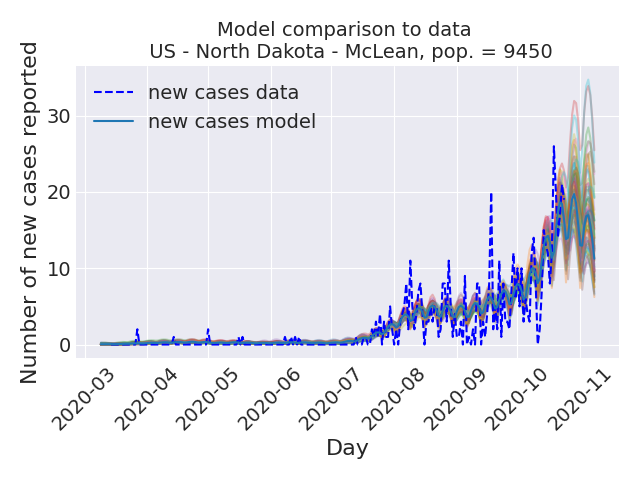 Model comparison to data
US - North Dakota - McLean, pop. = 9450
Number of new cases reported
new cases data
new cases model
30
20
10
0
2020-03
2020-04
2020-05
2020-06
2020-07
2020-08
2020-09
2020-10
2020-11
Day